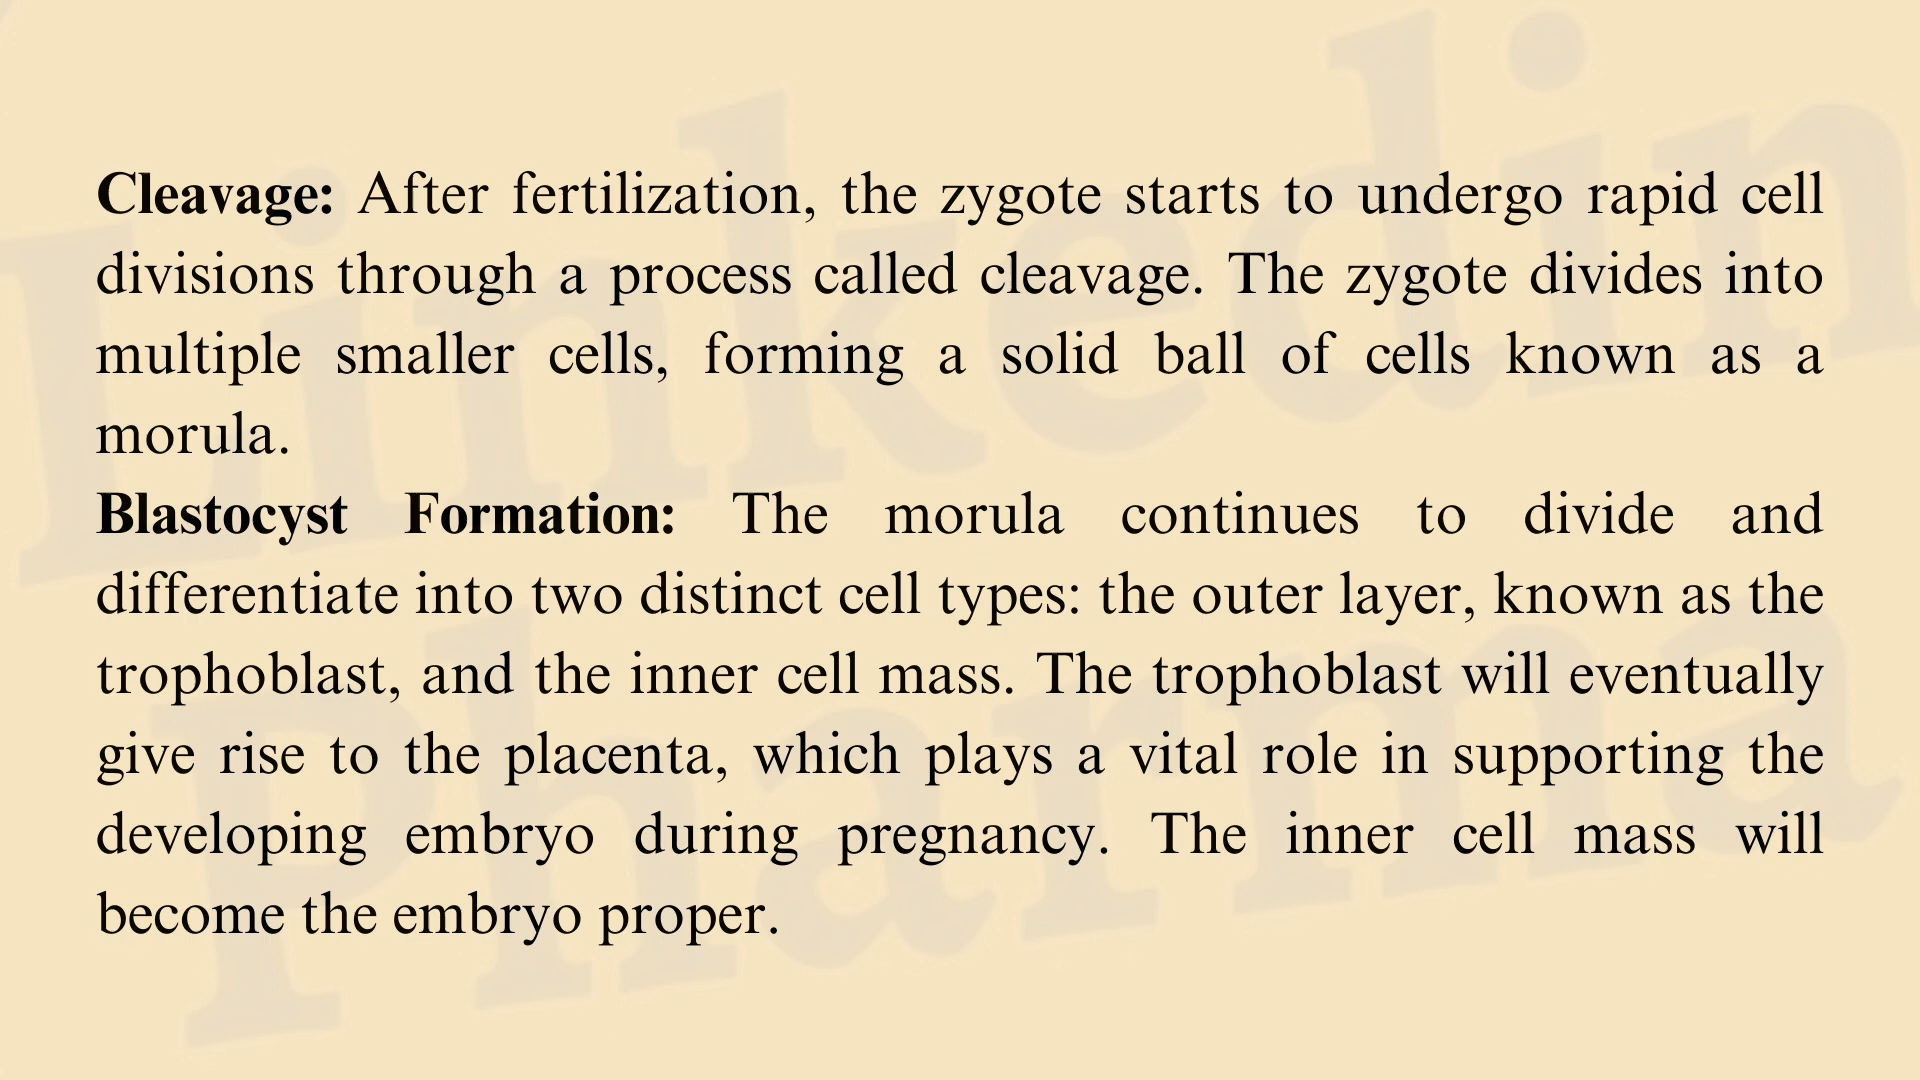 Cleavage: After fertilization, the zygote starts to undergo rapid cell
divisions through a process called cleavage. The zygote divides into
multiple smaller cells, forming a solid ball of cells known as a
morula.
Blastocyst Formation: The morula continues to divide and
differentiate into two distinct cell types: the outer layer, known as the
trophoblast, and the inner cell mass. The trophoblast will eventually
give rise to the placenta, which plays a vital role in supporting the
developing embryo during pregnancy. The inner cell mass will
become the embryo proper.
Linkedin
Pharma